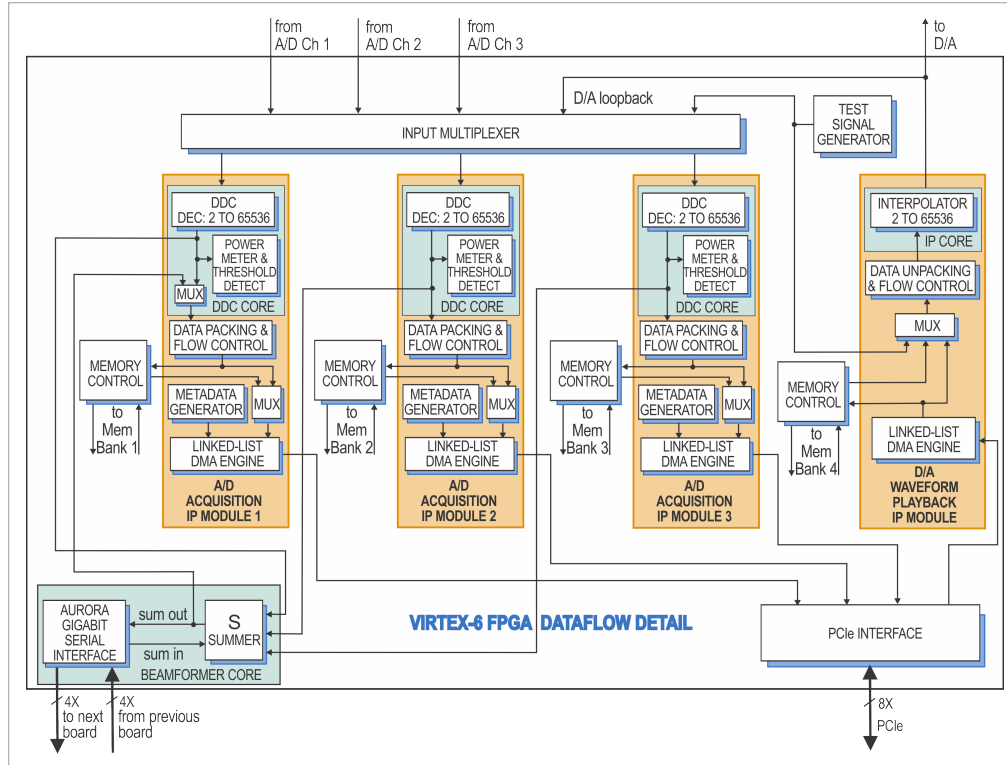 from
A/D Ch 1
from
A/D Ch 2
from
A/D Ch 3
to
D/A
D/A loopback
INPUT MULTIPLEXER
TEST
SIGNAL
GENERATOR
DDC
DEC: 2 TO 65536
POWER
METER &
THRESHOLD
DETECT
MUX
DDC CORE
DATA PACKING &
FLOW CONTROL
MEMORY
CONTROL
METADATA
GENERATOR
MUX
to
Mem
Bank 1
LINKED-LIST
DMA ENGINE
A/D
ACQUISITION
IP MODULE 1
DDC
DEC: 2 TO 65536
POWER
METER &
THRESHOLD
DETECT
DDC CORE
DATA PACKING &
FLOW CONTROL
MEMORY
CONTROL
METADATA
GENERATOR
MUX
to
Mem
Bank 2
LINKED-LIST
DMA ENGINE
A/D
ACQUISITION
IP MODULE 2
DDC
DEC: 2 TO 65536
POWER
METER &
THRESHOLD
DETECT
DDC CORE
DATA PACKING &
FLOW CONTROL
MEMORY
CONTROL
METADATA
GENERATOR
MUX
to
Mem
Bank 3
LINKED-LIST
DMA ENGINE
A/D
ACQUISITION
IP MODULE 3
INTERPOLATOR
2 TO 65536
IP CORE
DATA UNPACKING
& FLOW CONTROL
MUX
MEMORY
CONTROL
to
Mem
Bank 4
LINKED-LIST
DMA ENGINE
D/A
WAVEFORM
PLAYBACK
IP MODULE
AURORA
GIGABIT
SERIAL
INTERFACE
sum out
sum in
S
SUMMER
BEAMFORMER CORE
VIRTEX-6 FPGA DATAFLOW DETAIL
PCIe INTERFACE
4X
to next
board
4X
from previous
board
8X
PCIe